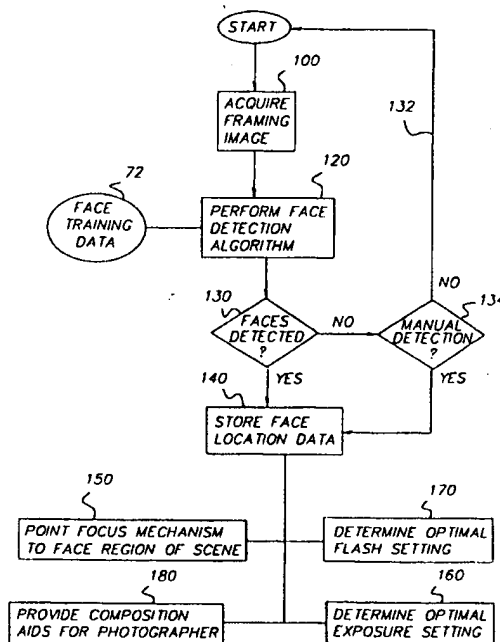 START
100
ACQUIRE
FRAMING
IMAGE
132
72
FACE
TRAINING
DATA
120
PERFORM FACE
DETECTION
ALGORITHM
130
FACES
DETECTED
?
NO
NO
134
MANUAL
DETECTION
?
YES
YES
140
STORE FACE
LOCATION DATA
150
POINT FOCUS MECHANISM
TO FACE REGION OF SCENE
170
DETERMINE OPTIMAL
FLASH SETTING
180
PROVIDE COMPOSITION
AIDS FOR PHOTOGRAPHER
160
DETERMINE OPTIMAL
EXPOSURE SETTING